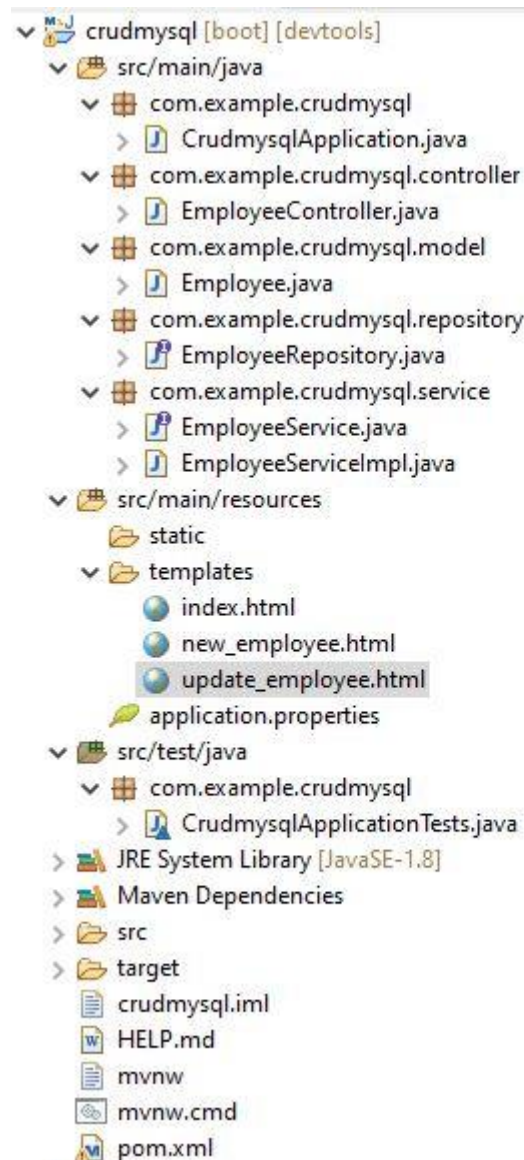 crudmysql [boot] [devtools]
src/main/java
com.example.crudmysql
CrudmysqlApplication.java
com.example.crudmysql.controller
EmployeeController.java
com.example.crudmysql.model
Employee.java
com.example.crudmysql.repository
EmployeeRepository.java
com.example.crudmysql.service
EmployeeService.java
EmployeeServiceImpl.java
src/main/resources
static
templates
index.html
new_employee.html
update_employee.html
application.properties
src/test/java
com.example.crudmysql
CrudmysqlApplicationTests.java
JRE System Library [JavaSE-1.8]
Maven Dependencies
src
target
crudmysql.iml
HELP.md
mvnw
mvnw.cmd
pom.xml